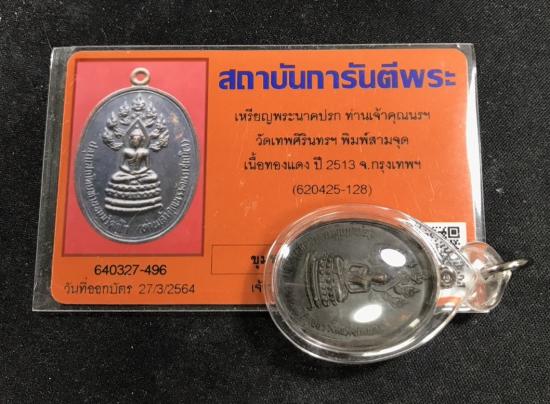 สถาบันการันตีพระ
เหรียญพระนาคปรก ท่านเจ้าคุณนรฯ
วัดเทพศิรินทรฯ พิมพ์สามจุด
เนื้อทองแดง ปี 2513 จ.กรุงเทพฯ
(620425-128)
640327-496
วันที่ออกบัตร 27/3/2564